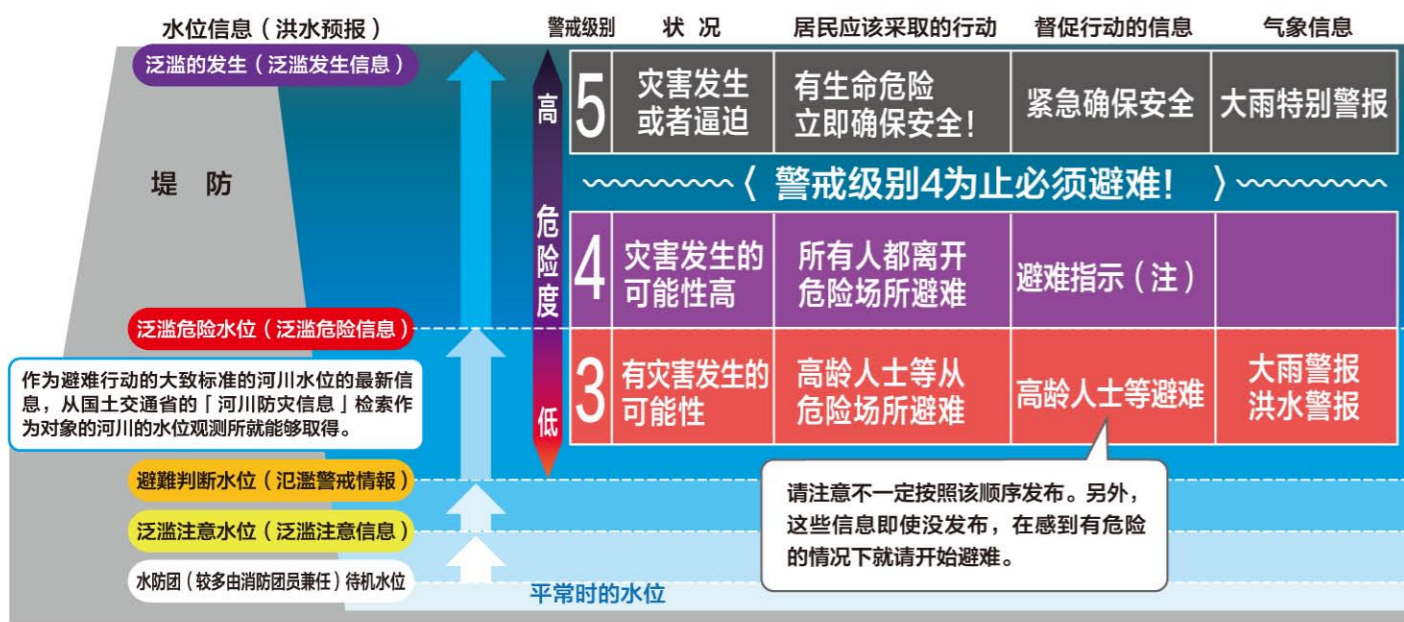 水位信息（洪水预报）
警戒级别
状 况
居民应该采取的行动
督促行动的信息
气象信息
泛滥的发生（泛滥发生信息）
堤 防
泛滥危险水位（泛滥危险信息）
作为避难行动的大致标准的河川水位的最新信
息，从国土交通省的「河川防灾信息」检索作
为对象的河川的水位观测所就能够取得。
避難判断水位（氾滥警戒情報）
泛滥注意水位（泛滥注意信息）
水防团（较多由消防团员兼任）待机水位
平常时的水位
高
危险度
低
5
灾害发生
或者逼迫
有生命危险
立即确保安全！
紧急确保安全
大雨特别警报
〈 警戒级别4为止必须避难！ 〉
4
灾害发生的
可能性高
所有人都离开
危险场所避难
避难指示（注）
3
有灾害发生的
可能性
高龄人士等从
危险场所避难
高龄人士等避难
大雨警报
洪水警报
请注意不一定按照该顺序发布。另外，
这些信息即使没发布，在感到有危险
的情况下就请开始避难。